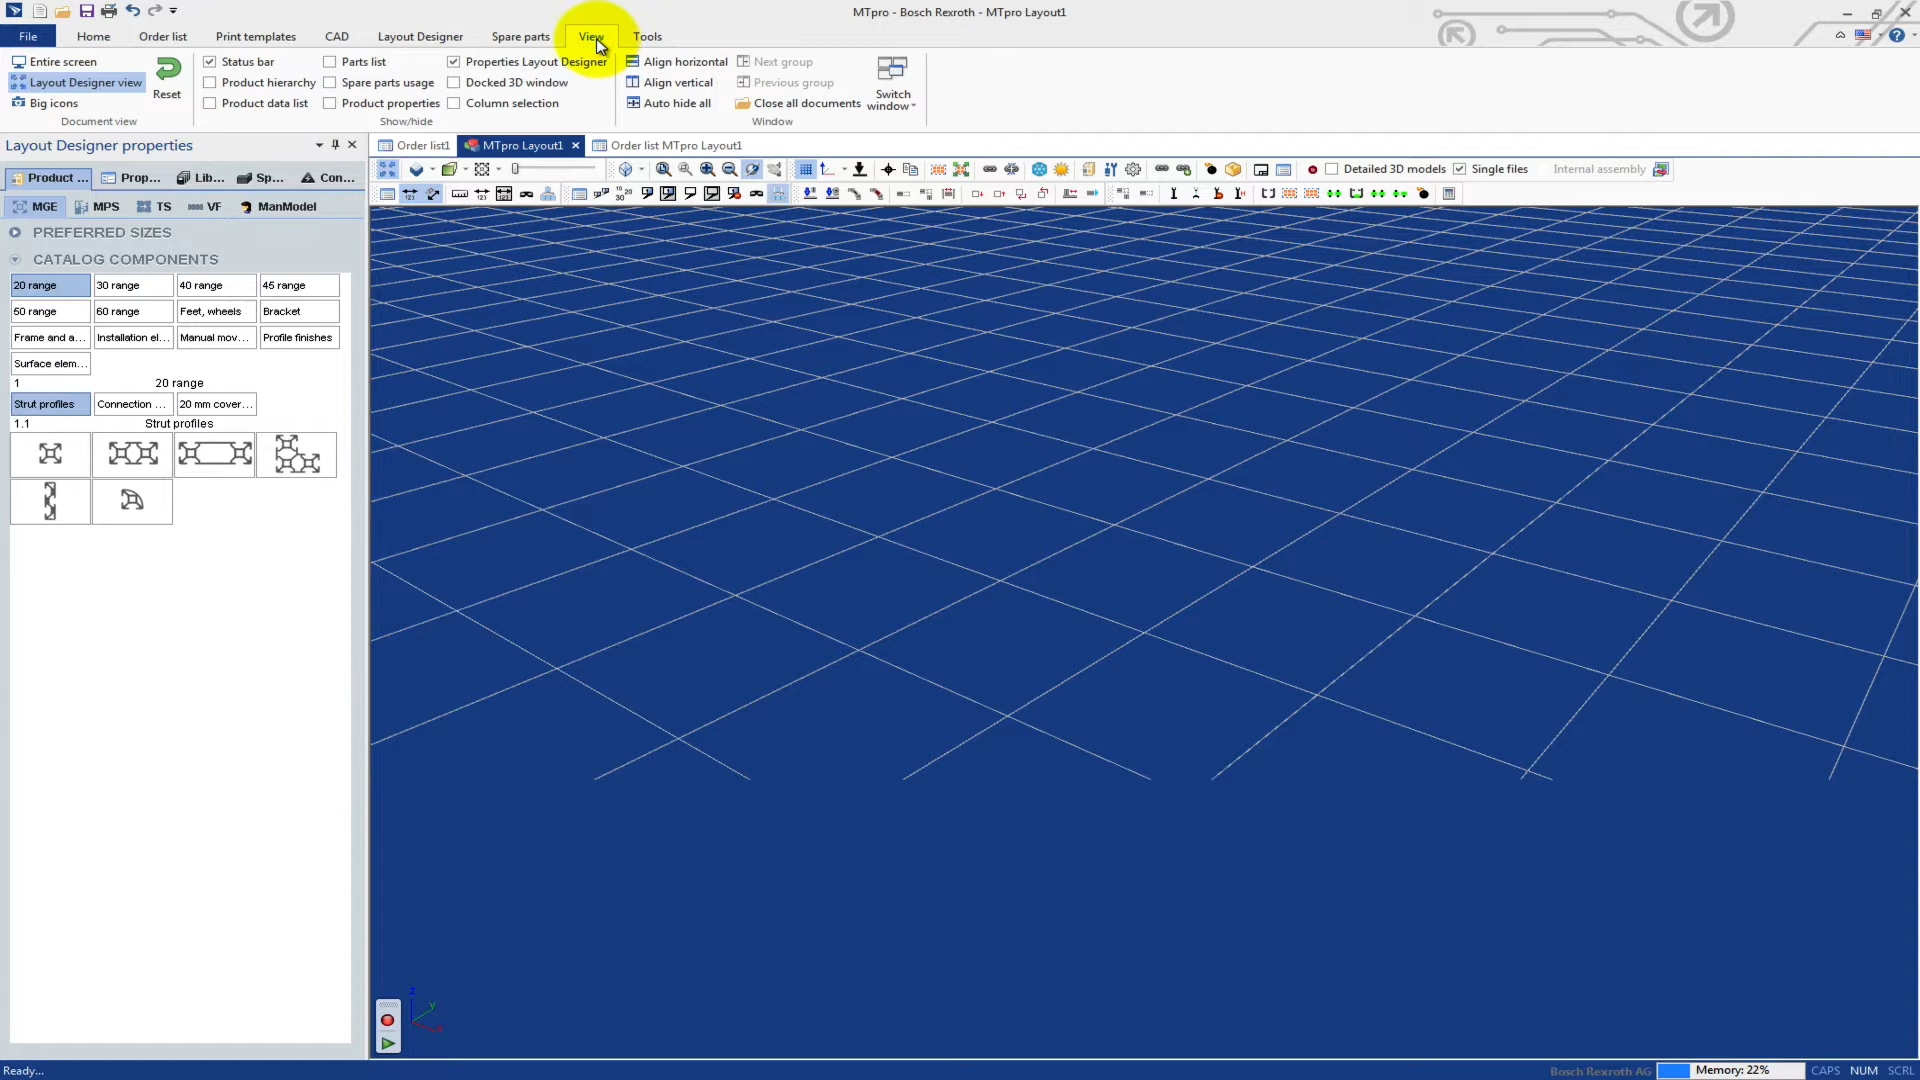 MTpro - Bosch Rexroth - MTpro Layout1
File Home Order list Print templates CAD Layout Designer Spare parts View Tools
Entire screen
Layout Designer view
Big icons
Reset
Document view
Status bar Parts list Properties Layout Designer
Product hierarchy Spare parts usage Docked 3D window
Product data list Product properties Column selection
Show/hide
Align horizontal Next group
Align vertical Previous group
Auto hide all Close all documents
Switch
window
Window
Layout Designer properties
Order list1 MTpro Layout1 Order list MTpro Layout1
Product ... Prop... Lib... Sp... Con...
Detailed 3D models Single files Internal assembly
MGE MPS TS VF ManModel
PREFERRED SIZES
CATALOG COMPONENTS
20 range 30 range 40 range 45 range
50 range 60 range Feet, wheels Bracket
Frame and a... Installation el... Manual mov... Profile finishes
Surface elem...
1 20 range
Strut profiles Connection ... 20 mm cover...
1.1 Strut profiles
z
y
x
Ready... Bosch Rexroth AG Memory: 22% CAPS NUM SCRL